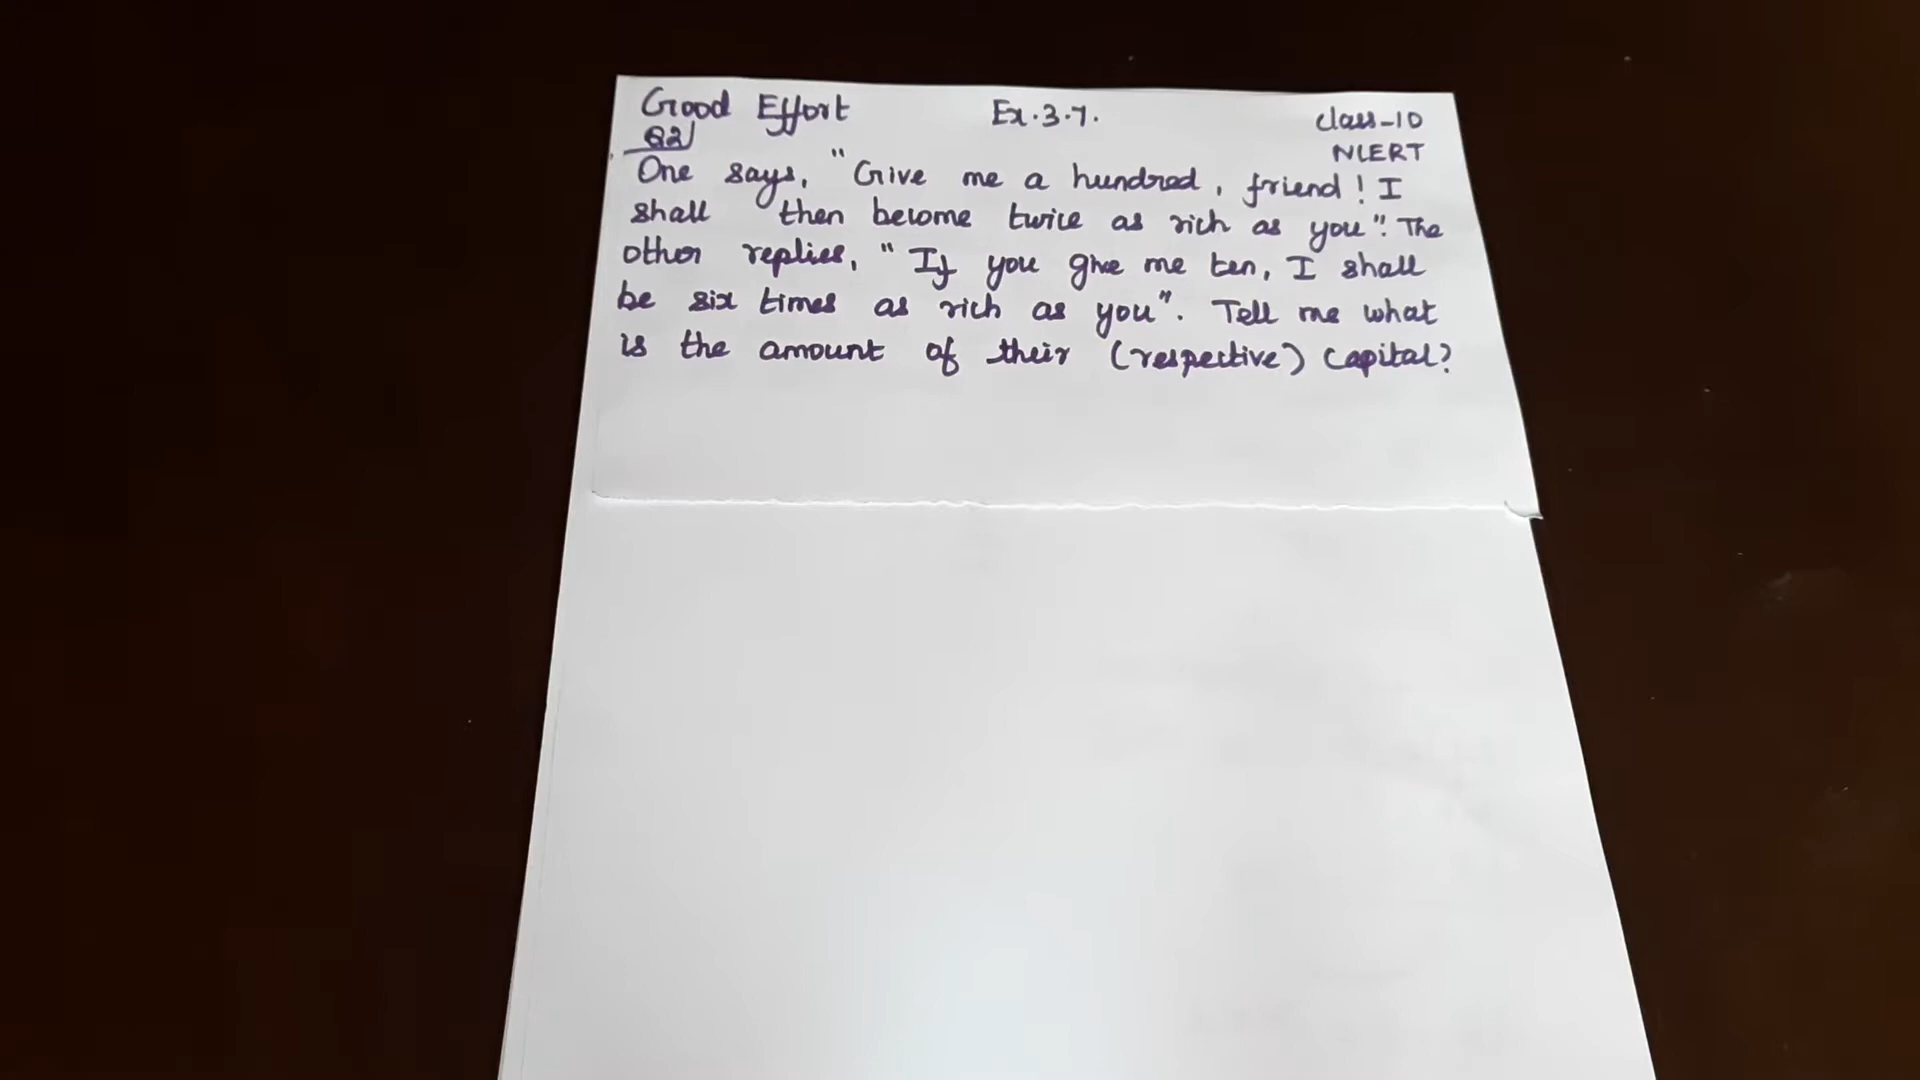 Good Effort Ex.3.7. Class-10
Q2 NCERT
One says, "Give me a hundred, friend! I
shall then become twice as rich as you". The
other replies, "If you give me ten, I shall
be six times as rich as you". Tell me what
is the amount of their (respective) capital?